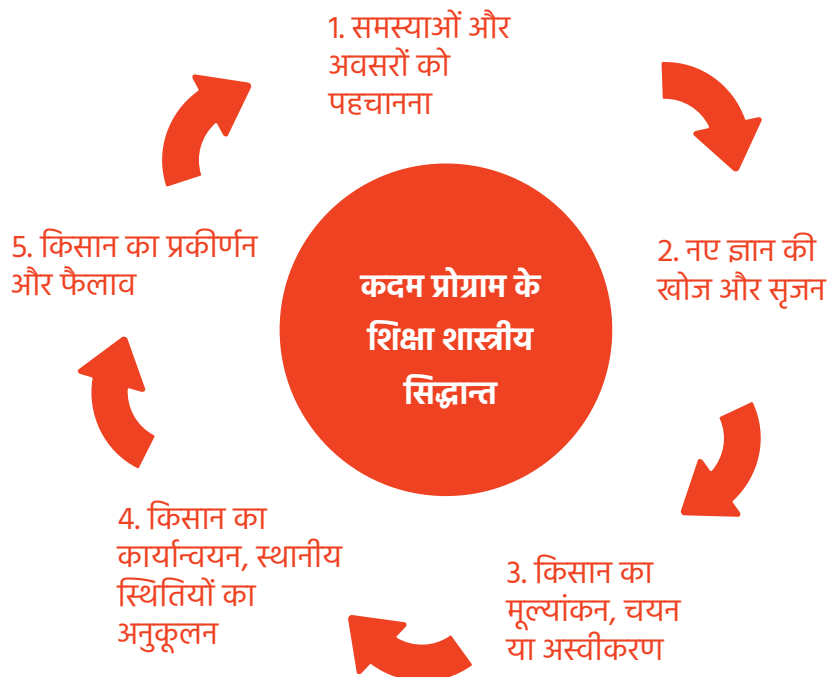 1. समस्याओं और
अवसरों को
पहचानना
2. नए ज्ञान की
खोज और सृजन
3. किसान का
मूल्यांकन, चयन
या अस्वीकरण
4. किसान का
कार्यान्वयन, स्थानीय
स्थितियों का
अनुकूलन
5. किसान का प्रकीर्णन
और फैलाव
कदम प्रोग्राम के
शिक्षा शास्त्रीय
सिद्धान्त